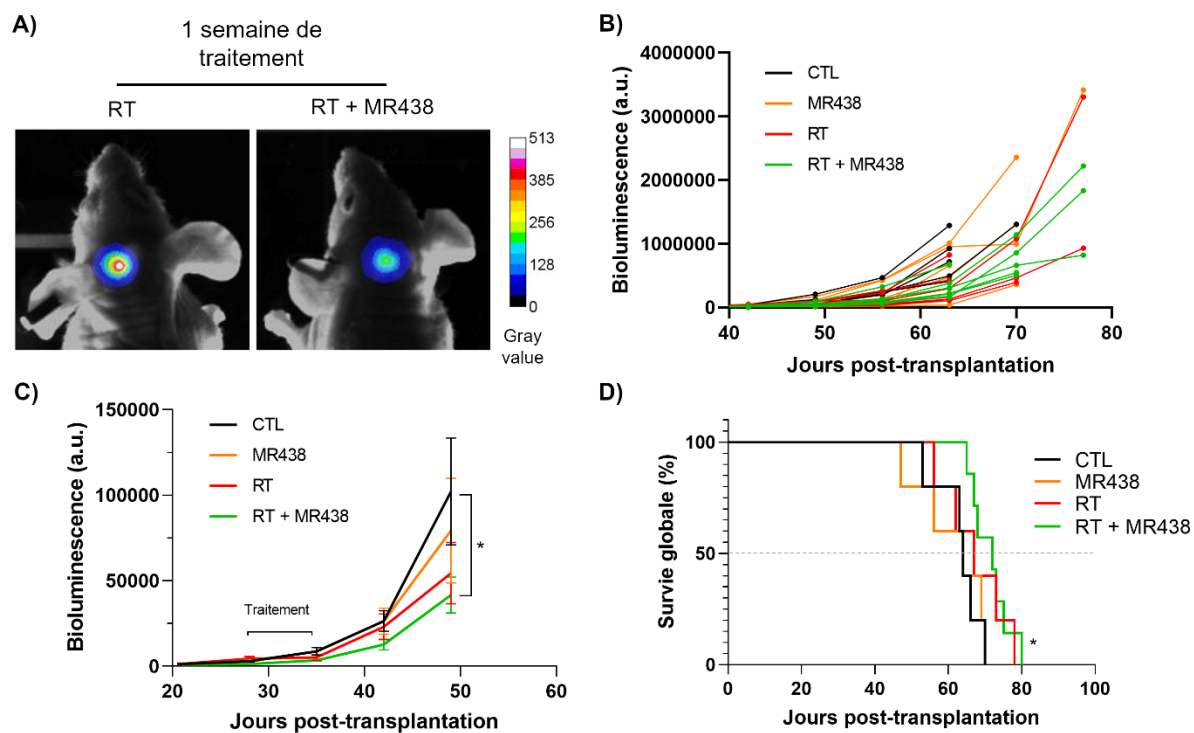 A)
1 semaine de
traitement
RT
RT + MR438
513
385
256
128
0
Gray
value
B)
Bioluminescence (a.u.)
4000000
3000000
2000000
1000000
0
CTL
MR438
RT
RT + MR438
40
50
60
70
80
Jours post-transplantation
C)
Bioluminescence (a.u.)
150000
100000
50000
0
CTL
MR438
RT
RT + MR438
Traitement
*
20
30
40
50
60
Jours post-transplantation
D)
Survie globale (%)
100
50
0
CTL
MR438
RT
RT + MR438
*
0
20
40
60
80
100
Jours post-transplantation